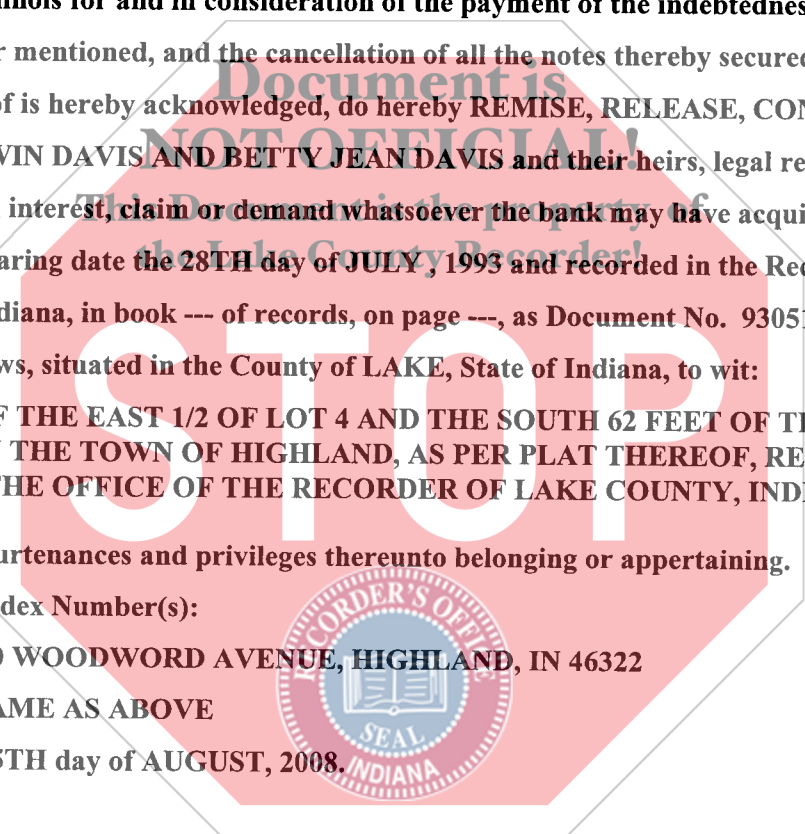 inois for and in consideration of the payment of the indebtednes
r mentioned, and the cancellation of all the notes thereby secured
Document is
of is hereby acknowledged, do hereby REMISE, RELEASE, CON
NOT OFFICIAL!
VIN DAVIS AND BETTY JEAN DAVIS and their heirs, legal re
This Document is the property of
interest, claim or demand whatsoever the bank may have acqui
the Lake County Recorder!
aring date the 28TH day of JULY , 1993 and recorded in the Rec
diana, in book --- of records, on page ---, as Document No. 9305
ws, situated in the County of LAKE, State of Indiana, to wit:
STOP
F THE EAST 1/2 OF LOT 4 AND THE SOUTH 62 FEET OF T
THE TOWN OF HIGHLAND, AS PER PLAT THEREOF, RE
THE OFFICE OF THE RECORDER OF LAKE COUNTY, IND
urtenances and privileges thereunto belonging or appertaining.
dex Number(s):
RECORDER'S OFFICE
WOODWORD AVENUE, HIGHLAND, IN 46322
AME AS ABOVE
SEAL
INDIANA
5TH day of AUGUST, 2008.